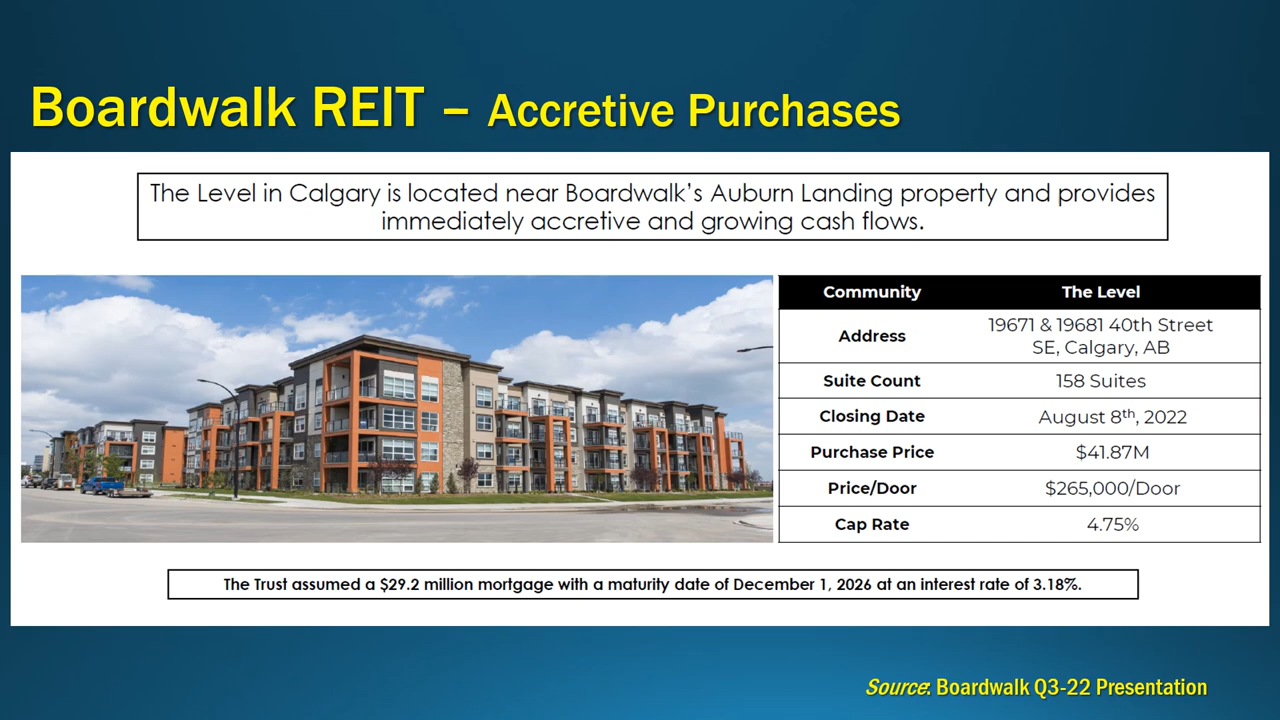 Boardwalk REIT – Accretive Purchases
The Level in Calgary is located near Boardwalk's Auburn Landing property and provides
immediately accretive and growing cash flows.
Community The Level
Address 19671 & 19681 40th Street
SE, Calgary, AB
Suite Count 158 Suites
Closing Date August 8th, 2022
Purchase Price $41.87M
Price/Door $265,000/Door
Cap Rate 4.75%
The Trust assumed a $29.2 million mortgage with a maturity date of December 1, 2026 at an interest rate of 3.18%.
Source: Boardwalk Q3-22 Presentation